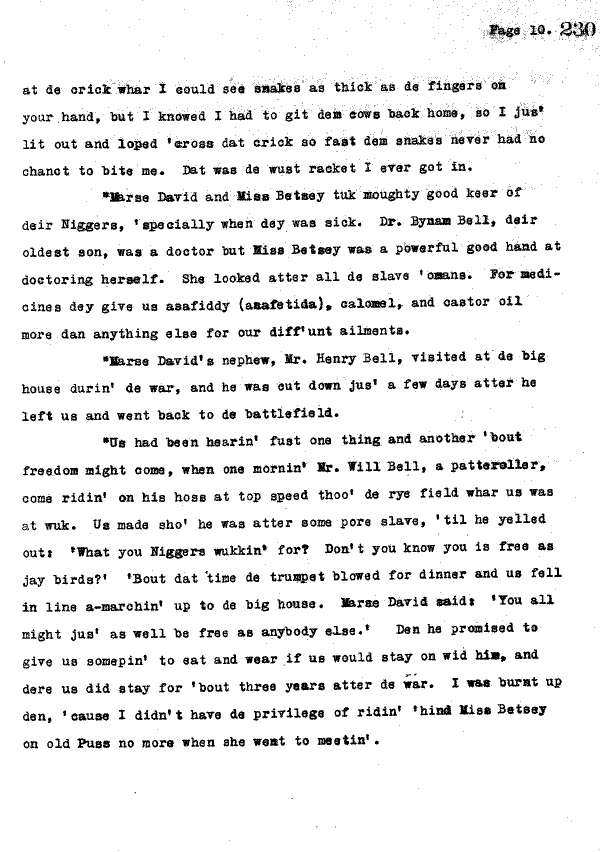 Page 10. 230
at de crick whar I could see snakes as thick as de fingers on
your hand, but I knowed I had to git dem cows back home, so I jus'
lit out and loped 'cross dat crick so fast dem snakes never had no
chanct to bite me.  Dat was de wust racket I ever got in.
"Marse David and Miss Betsey tuk moughty good keer of
deir Niggers, 'specially when dey was sick.  Dr. Bynam Bell, deir
oldest son, was a doctor but Miss Betsey was a powerful good hand at
doctoring herself.  She looked atter all de slave 'omans.  For medi-
cines dey give us asafiddy (asafetida), calomel, and castor oil
more dan anything else for our diff'unt ailments.
"Marse David's nephew, Mr. Henry Bell, visited at de big
house durin' de war, and he was cut down jus' a few days atter he
left us and went back to de battlefield.
"Us had been hearin' fust one thing and another 'bout
freedom might come, when one mornin' Mr. Will Bell, a patteroller,
come ridin' on his hoss at top speed thoo' de rye field whar us was
at wuk.  Us made sho' he was atter some pore slave, 'til he yelled
out: 'What you Niggers wukkin' for?  Don't you know you is free as
jay birds?'  'Bout dat time de trumpet blowed for dinner and us fell
in line a-marchin' up to de big house.  Marse David said: 'You all
might jus' as well be free as anybody else.'  Den he promised to
give us somepin' to eat and wear if us would stay on wid him, and
dere us did stay for 'bout three years atter de war.  I was burnt up
den, 'cause I didn't have de privilege of ridin' 'hind Miss Betsey
on old Puss no more when she went to meetin'.